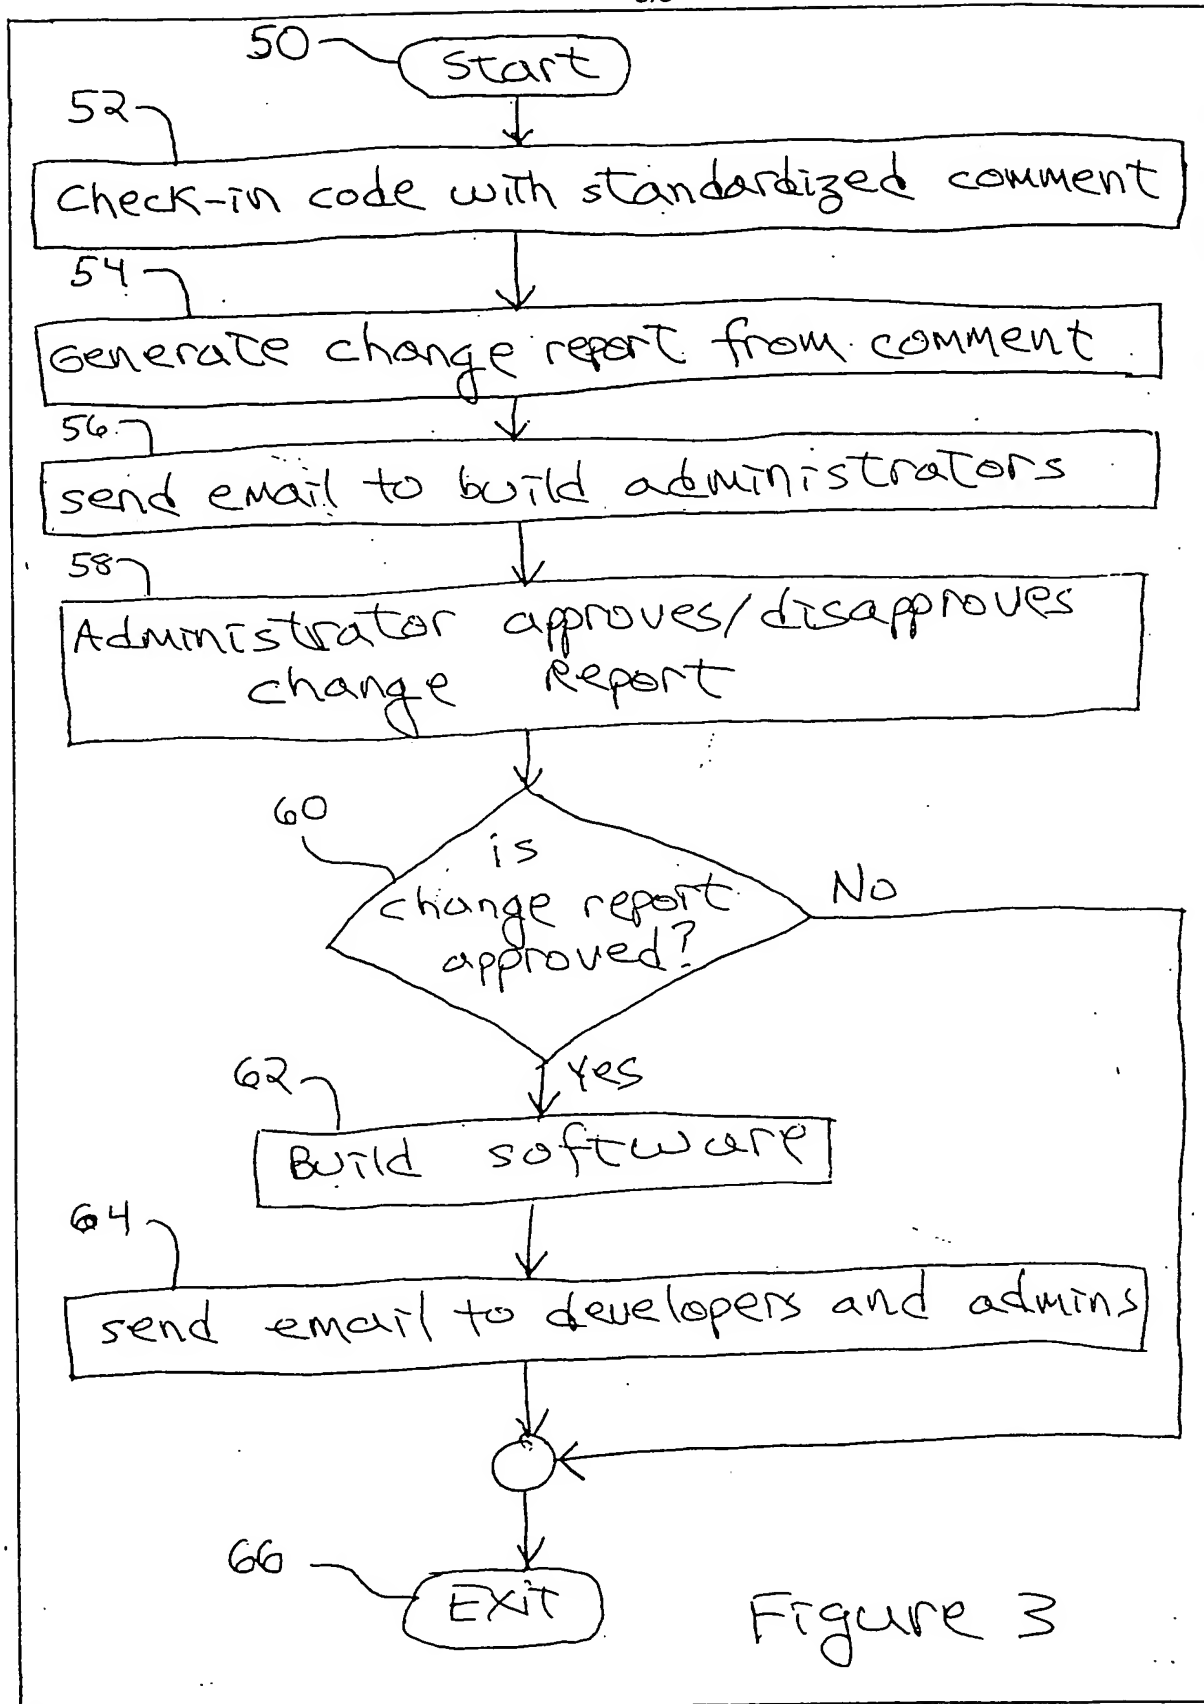 50
Start
52
Check-in code with standardized comment
54
Generate change report from comment
56
send email to build administrators
58
Administrator approves/disapproves
change Report
60
is
change report
approved?
No
Yes
62
Build software
64
send email to developers and admins
66
EXIT
Figure 3